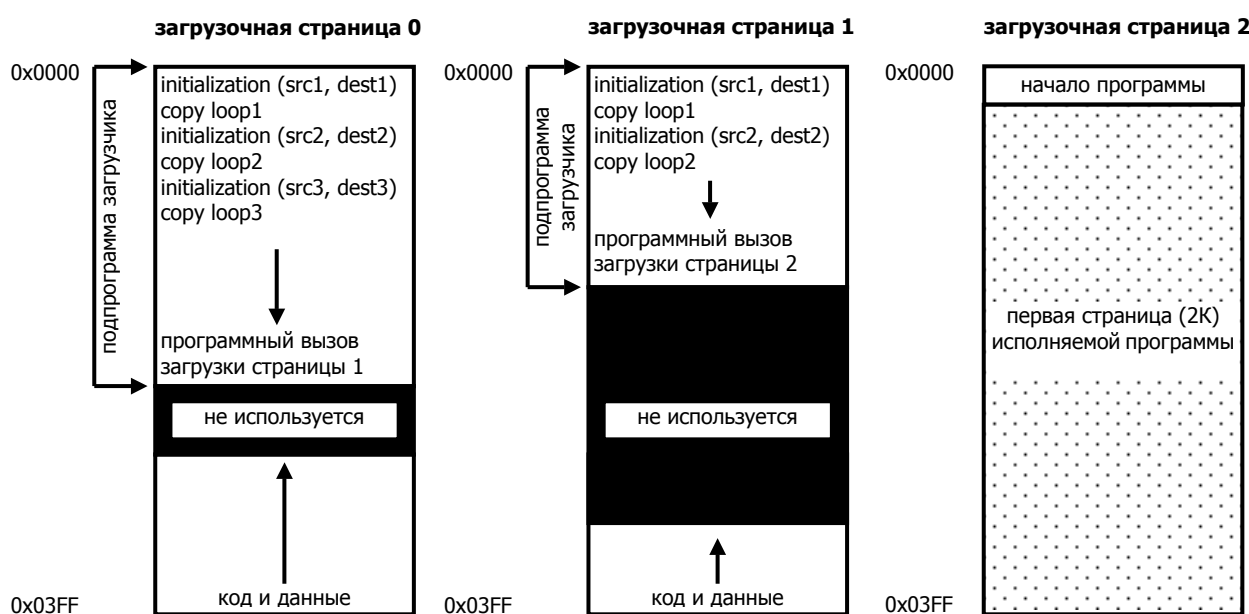 загрузочная страница 0
0x0000
подпрограмма загрузчика
initialization (src1, dest1)
copy loop1
initialization (src2, dest2)
copy loop2
initialization (src3, dest3)
copy loop3
программный вызов
загрузки страницы 1
не используется
код и данные
0x03FF
загрузочная страница 1
0x0000
подпрограмма
загрузчика
initialization (src1, dest1)
copy loop1
initialization (src2, dest2)
copy loop2
программный вызов
загрузки страницы 2
не используется
код и данные
0x03FF
загрузочная страница 2
0x0000
начало программы
первая страница (2K)
исполняемой программы
0x03FF